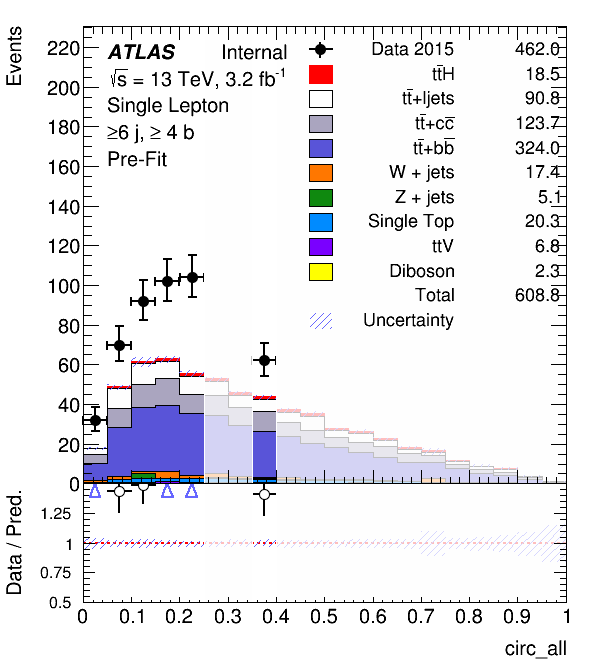 Events
220
200
180
160
140
120
100
80
60
40
20
0
ATLAS Internal
√s = 13 TeV, 3.2 fb⁻¹
Single Lepton
≥6 j, ≥ 4 b
Pre-Fit
Data 2015 462.0
tt̄H 18.5
tt̄+ljets 90.8
tt̄+cc̄ 123.7
tt̄+bb̄ 324.0
W + jets 17.4
Z + jets 5.1
Single Top 20.3
ttV 6.8
Diboson 2.3
Total 608.8
Uncertainty
Data / Pred.
1.25
1
0.75
0.5
0 0.1 0.2 0.3 0.4 0.5 0.6 0.7 0.8 0.9 1
circ_all